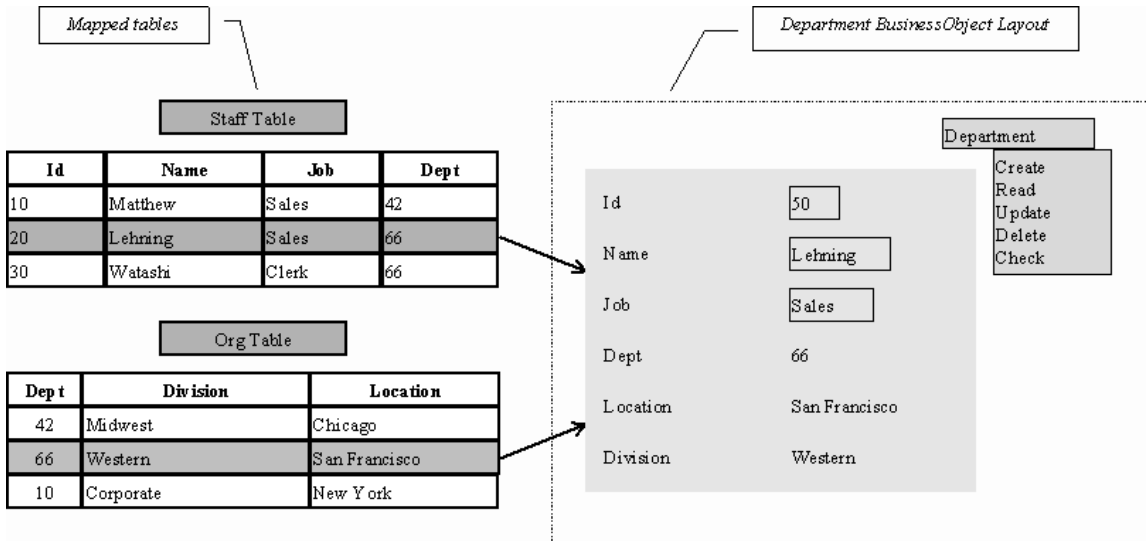 Mapped tables
Department BusinessObject Layout
Staff Table
Id Name Job Dept
10 Matthew Sales 42
20 Lehning Sales 66
30 Watashi Clerk 66
Org Table
Dept Division Location
42 Midwest Chicago
66 Western San Francisco
10 Corporate New York
Department
Create
Read
Update
Delete
Check
Id 50
Name Lehning
Job Sales
Dept 66
Location San Francisco
Division Western